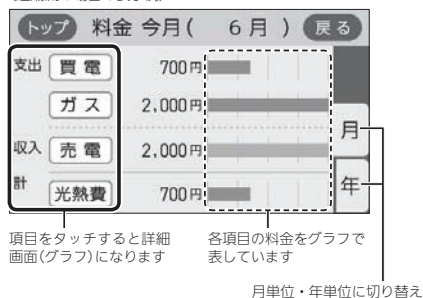 トップ 料金 今月( 6月 ) 戻る
支出 買電 700円
ガス 2,000円
収入 売電 2,000円
計 光熱費 700円
月
年
項目をタッチすると詳細
画面(グラフ)になります
各項目の料金をグラフで
表しています
月単位・年単位に切り替え